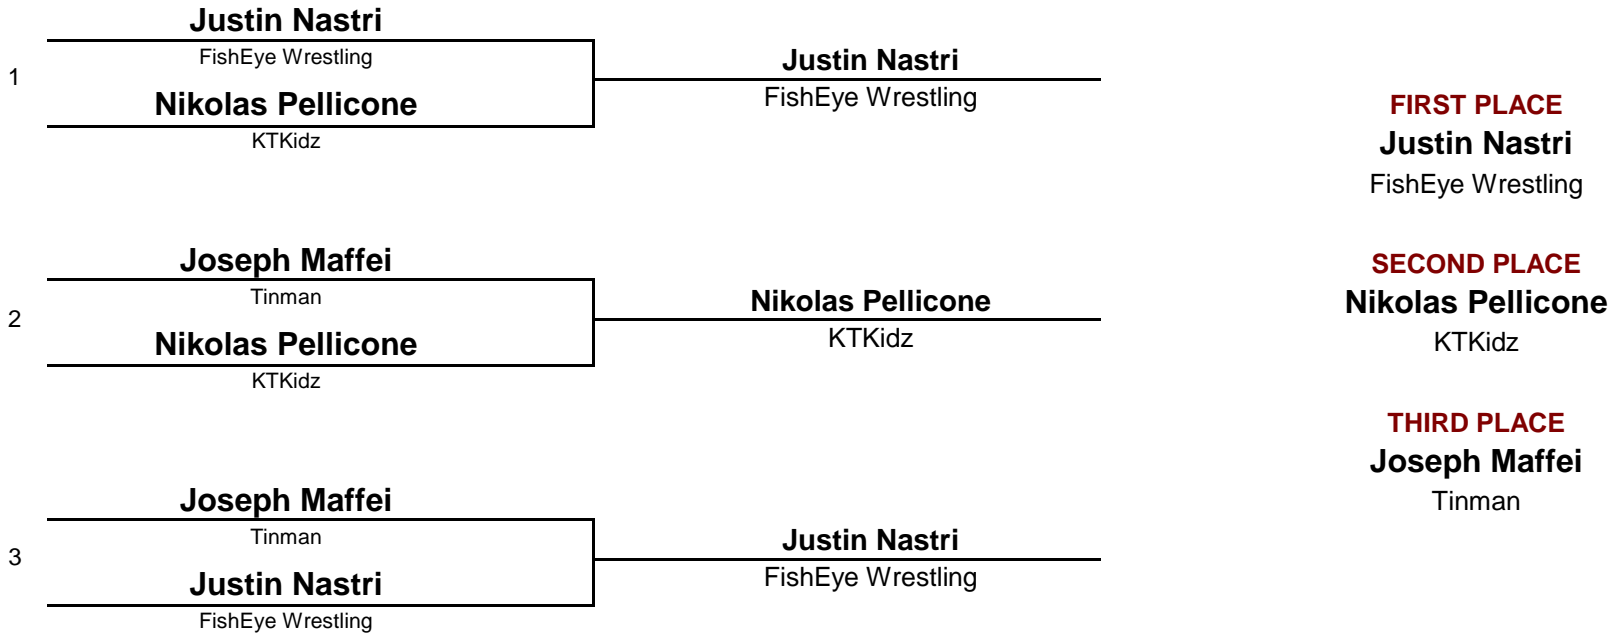 1
Justin Nastri
FishEye Wrestling
Nikolas Pellicone
KTKidz
Justin Nastri
FishEye Wrestling
2
Joseph Maffei
Tinman
Nikolas Pellicone
KTKidz
Nikolas Pellicone
KTKidz
3
Joseph Maffei
Tinman
Justin Nastri
FishEye Wrestling
Justin Nastri
FishEye Wrestling
FIRST PLACE
Justin Nastri
FishEye Wrestling
SECOND PLACE
Nikolas Pellicone
KTKidz
THIRD PLACE
Joseph Maffei
Tinman